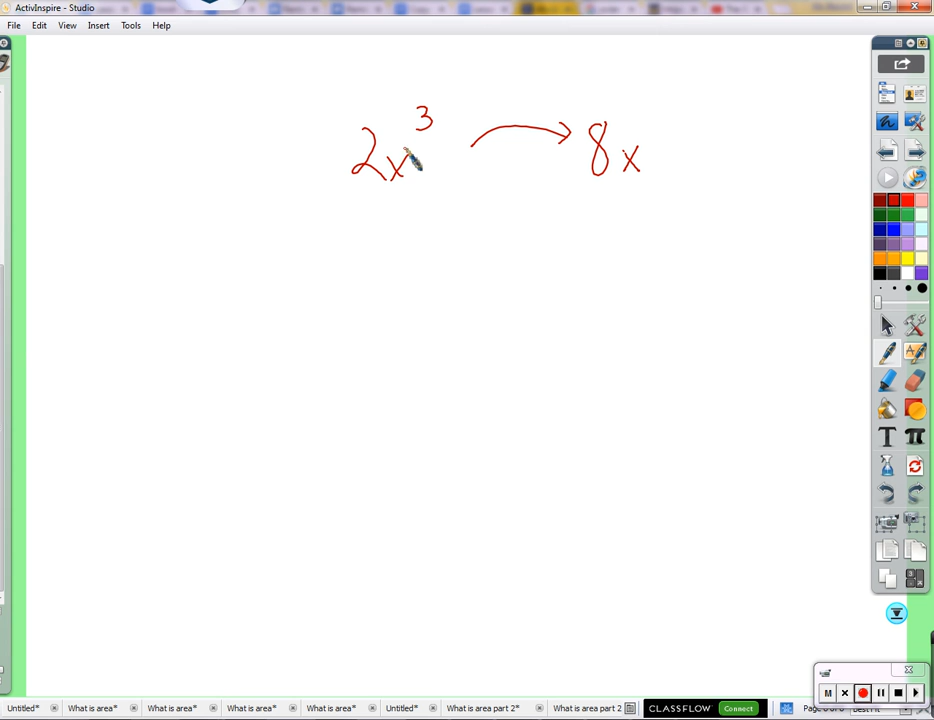 ActivInspire - Studio
File Edit View Insert Tools Help
2x³ → 8x
M
Untitled* What is area* What is area* What is area* What is area* Untitled* What is area part 2* What is area part 2 CLASSFLOW Connect